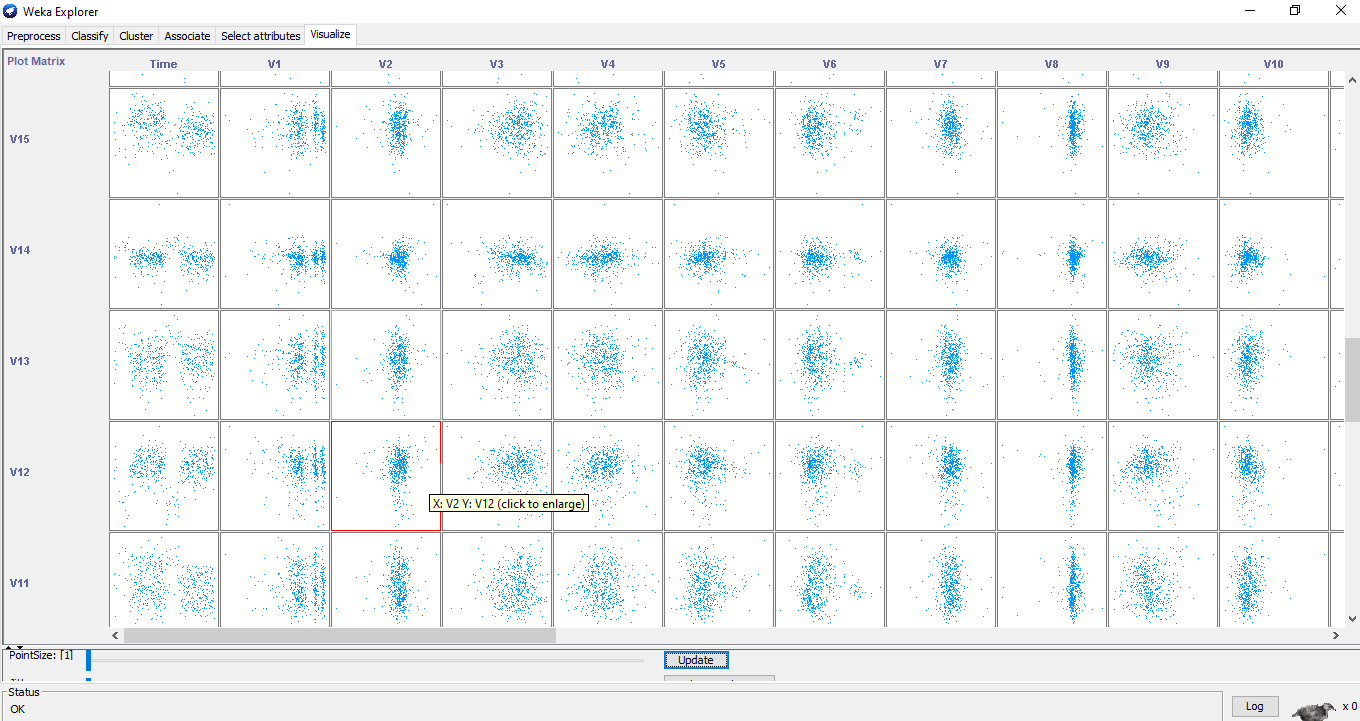 Weka Explorer
Preprocess Classify Cluster Associate Select attributes Visualize
Plot Matrix Time V1 V2 V3 V4 V5 V6 V7 V8 V9 V10
V15
V14
V13
V12
X: V2 Y: V12 (click to enlarge)
V11
PointSize: [1]
Update
Status
OK
Log
x 0